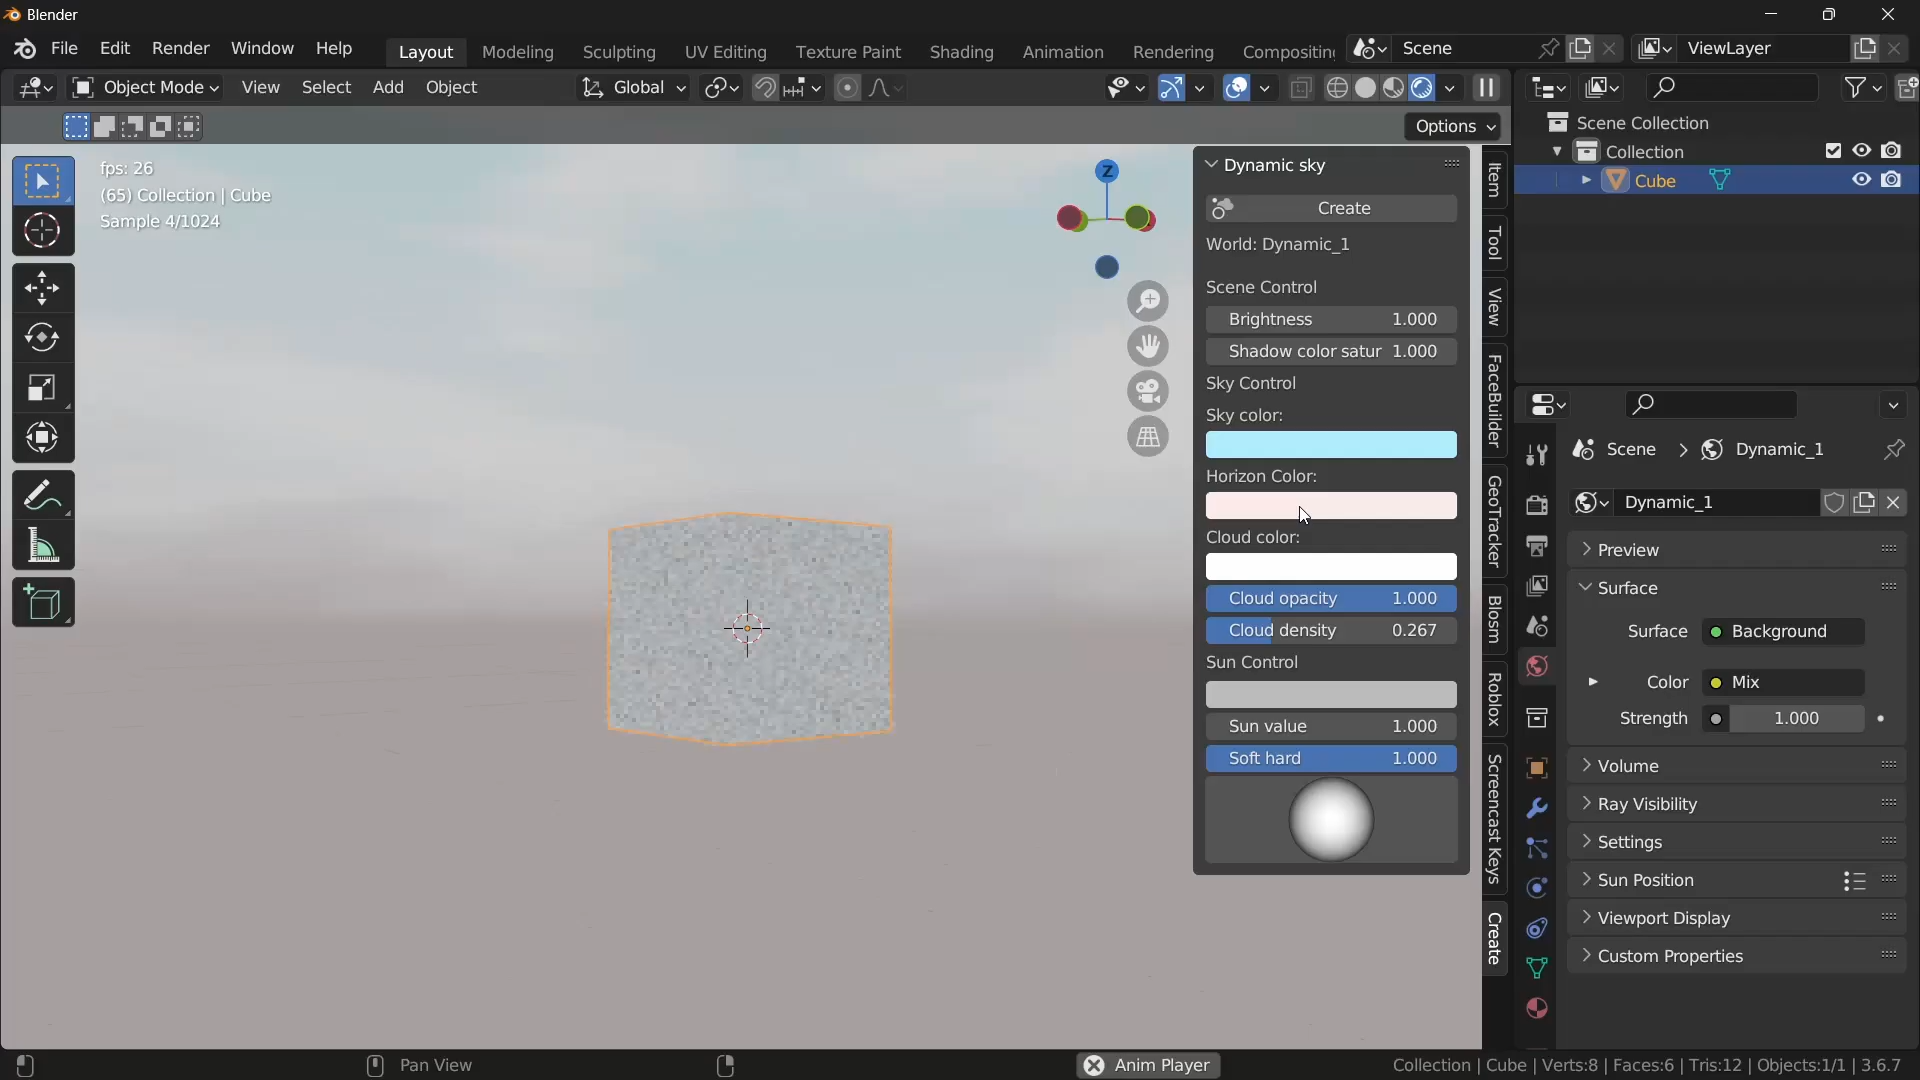 Blender
File Edit Render Window Help Layout Modeling Sculpting UV Editing Texture Paint Shading Animation Rendering Scene ViewLayer
Object Mode View Select Add Object Global
Options
fps: 26
(65) Collection | Cube
Sample 4/1024
Z
Dynamic sky
Create
World: Dynamic_1
Scene Control
Brightness 1.000
Shadow color satur 1.000
Sky Control
Sky color:
Horizon Color:
Cloud color:
Cloud opacity 1.000
Cloud density 0.267
Sun Control
Sun value 1.000
Soft hard 1.000
Item
Tool
View
FaceBuilder
GeoTracker
Blosm
Roblox
Screencast Keys
Create
Scene Collection
Collection
Cube
Scene > Dynamic_1
Dynamic_1
Preview
Surface
Surface Background
Color Mix
Strength 1.000
Volume
Ray Visibility
Settings
Sun Position
Viewport Display
Custom Properties
Pan View Anim Player Collection | Cube | Verts:8 | Faces:6 | Tris:12 | Objects:1/1 | 3.6.7